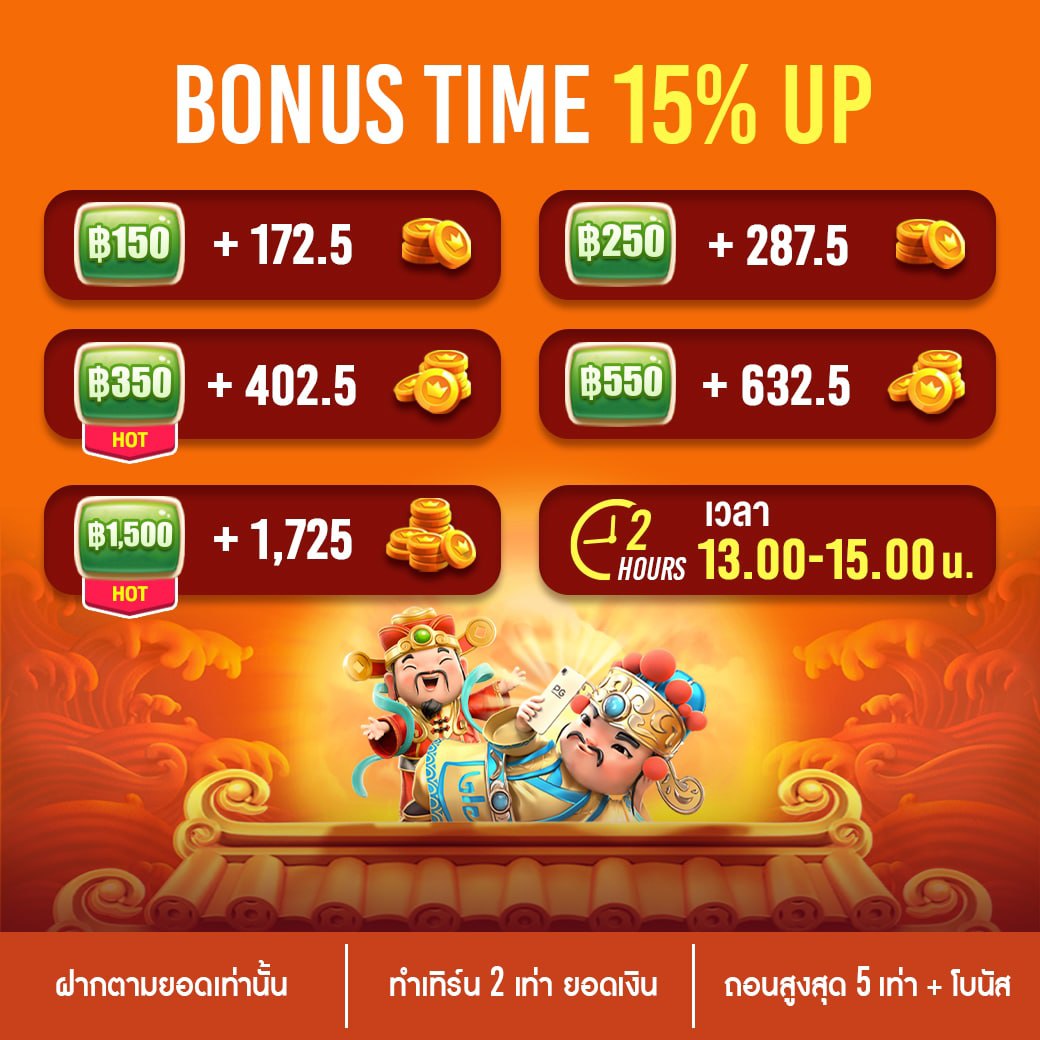 BONUS TIME 15% UP
฿150 + 172.5
฿250 + 287.5
฿350 + 402.5
HOT
฿550 + 632.5
฿1,500 + 1,725
HOT
2 HOURS
เวลา
13.00-15.00 น.
PG
ฝากตามยอดเท่านั้น
ทำเทิร์น 2 เท่า ยอดเงิน
ถอนสูงสุด 5 เท่า + โบนัส